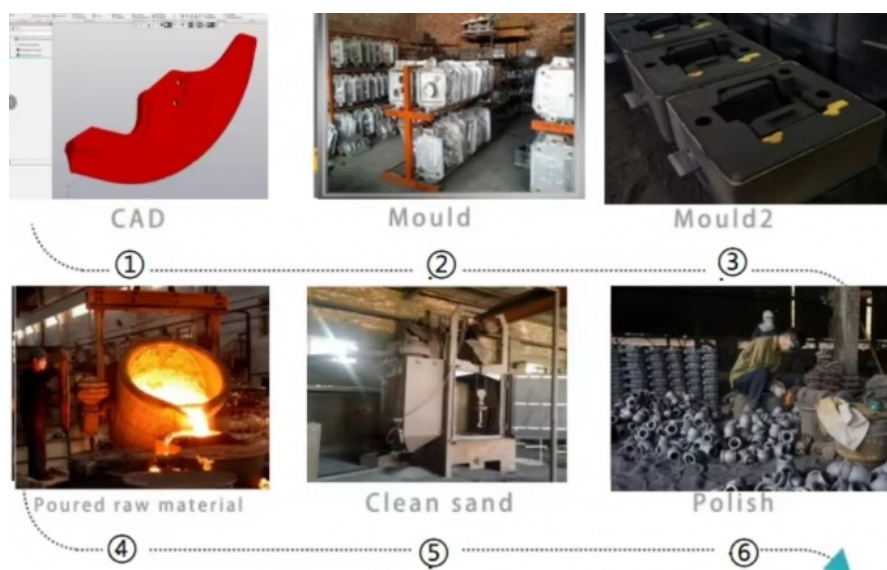 CAD
Mould
Mould2
①
②
③
Poured raw material
Clean sand
Polish
④
⑤
⑥